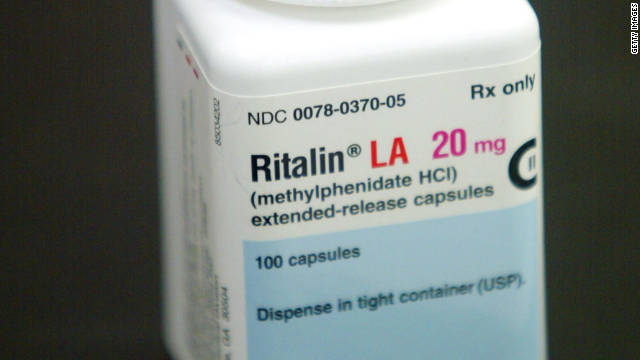 GETTY IMAGES
NDC 0078-0370-05
Rx only
Ritalin® LA 20 mg
C II
(methylphenidate HCl)
extended-release capsules
100 capsules
Dispense in tight container (USP).